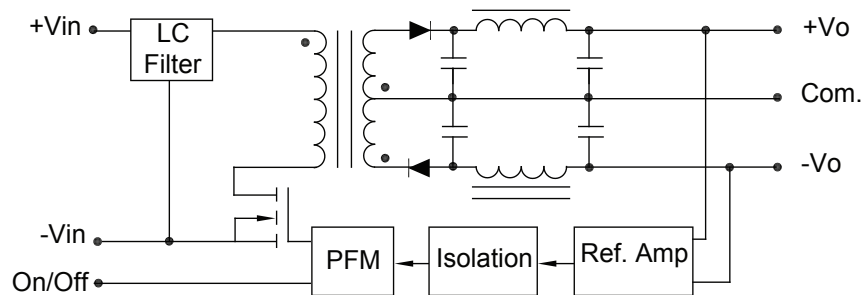 +Vin
LC
Filter
+Vo
Com.
-Vo
-Vin
On/Off
PFM
Isolation
Ref. Amp